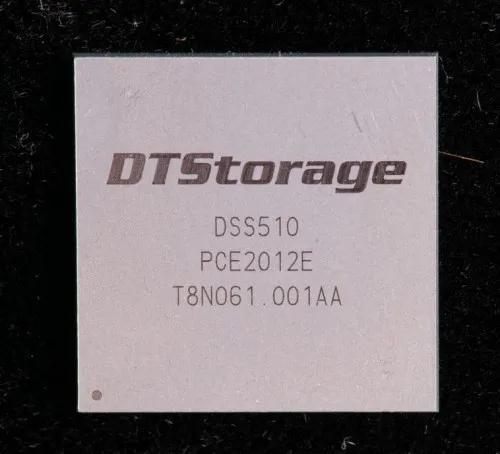 DTStorage
DSS510
PCE2012E
T8N061.001AA